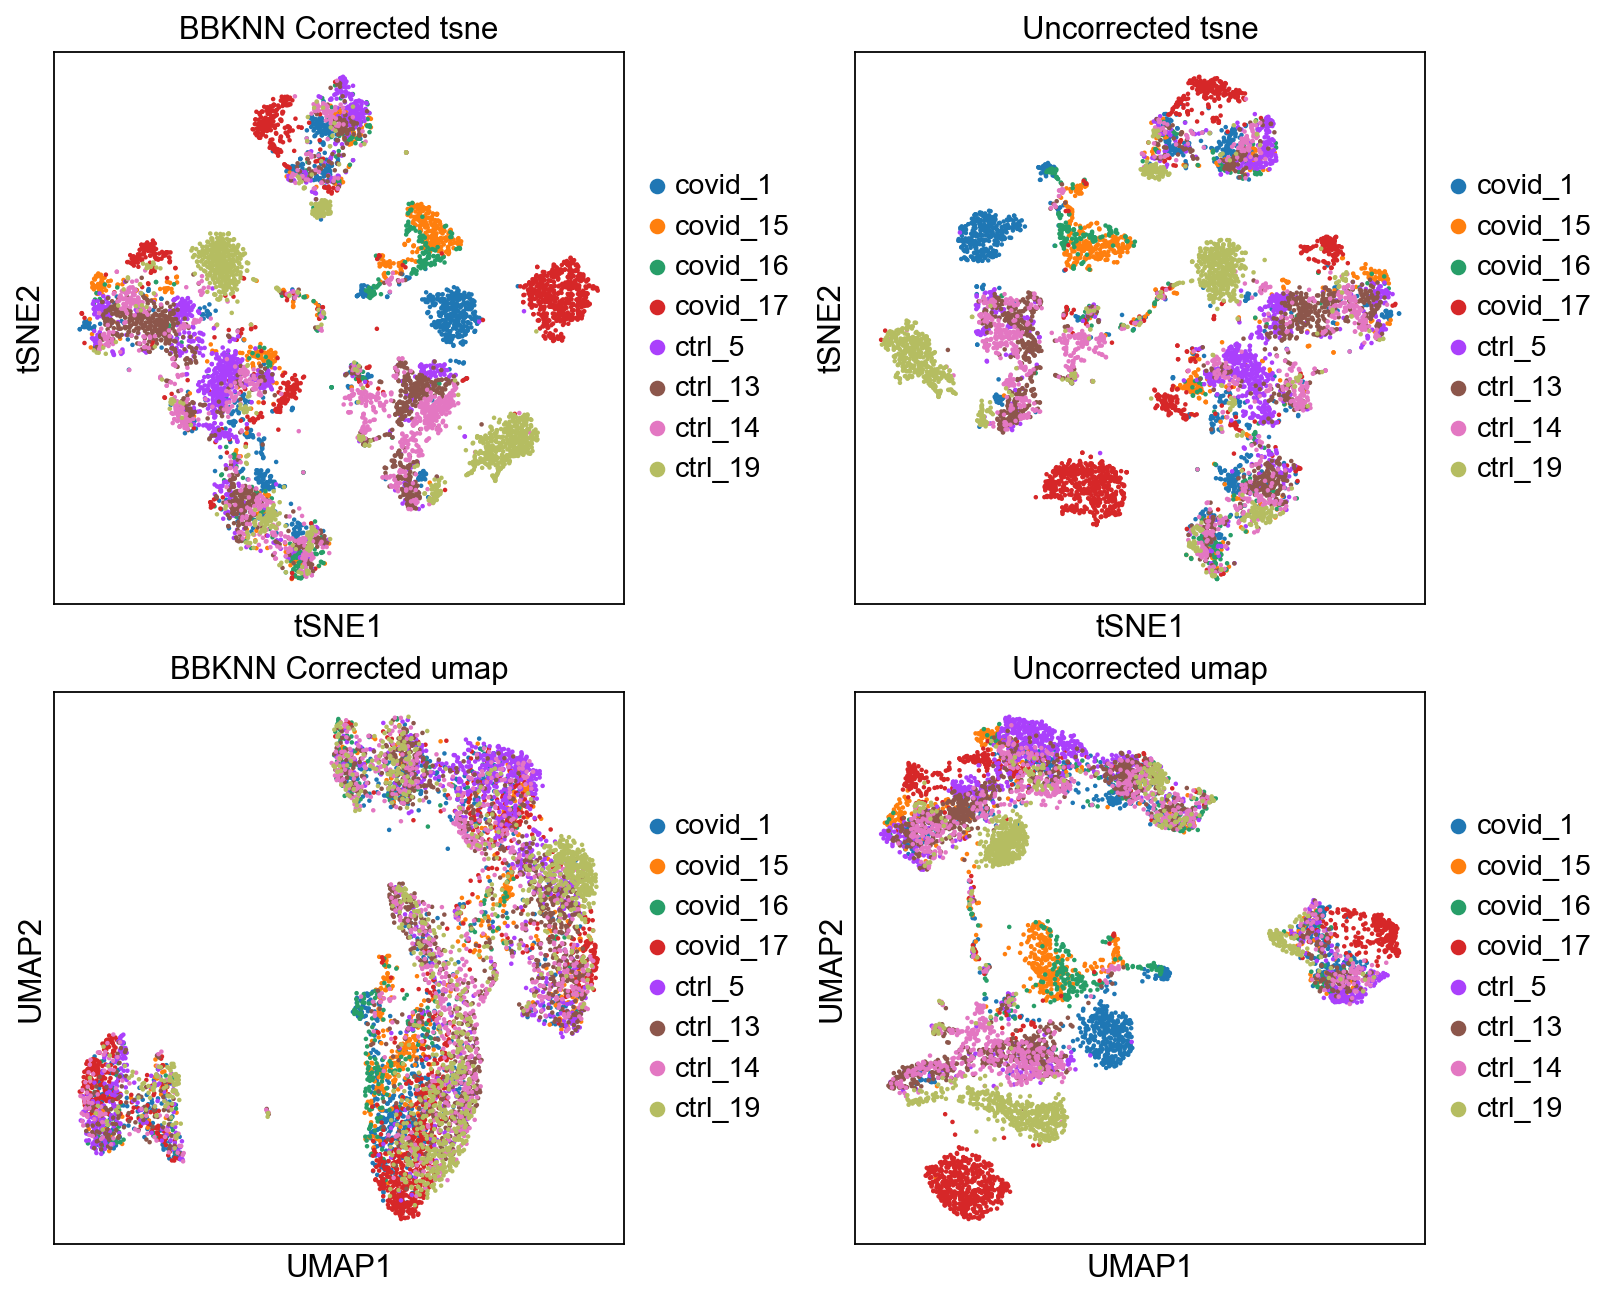 BBKNN Corrected tsne
tSNE2
tSNE1
covid_1
covid_15
covid_16
covid_17
ctrl_5
ctrl_13
ctrl_14
ctrl_19
Uncorrected tsne
tSNE2
tSNE1
covid_1
covid_15
covid_16
covid_17
ctrl_5
ctrl_13
ctrl_14
ctrl_19
BBKNN Corrected umap
UMAP2
UMAP1
covid_1
covid_15
covid_16
covid_17
ctrl_5
ctrl_13
ctrl_14
ctrl_19
Uncorrected umap
UMAP2
UMAP1
covid_1
covid_15
covid_16
covid_17
ctrl_5
ctrl_13
ctrl_14
ctrl_19